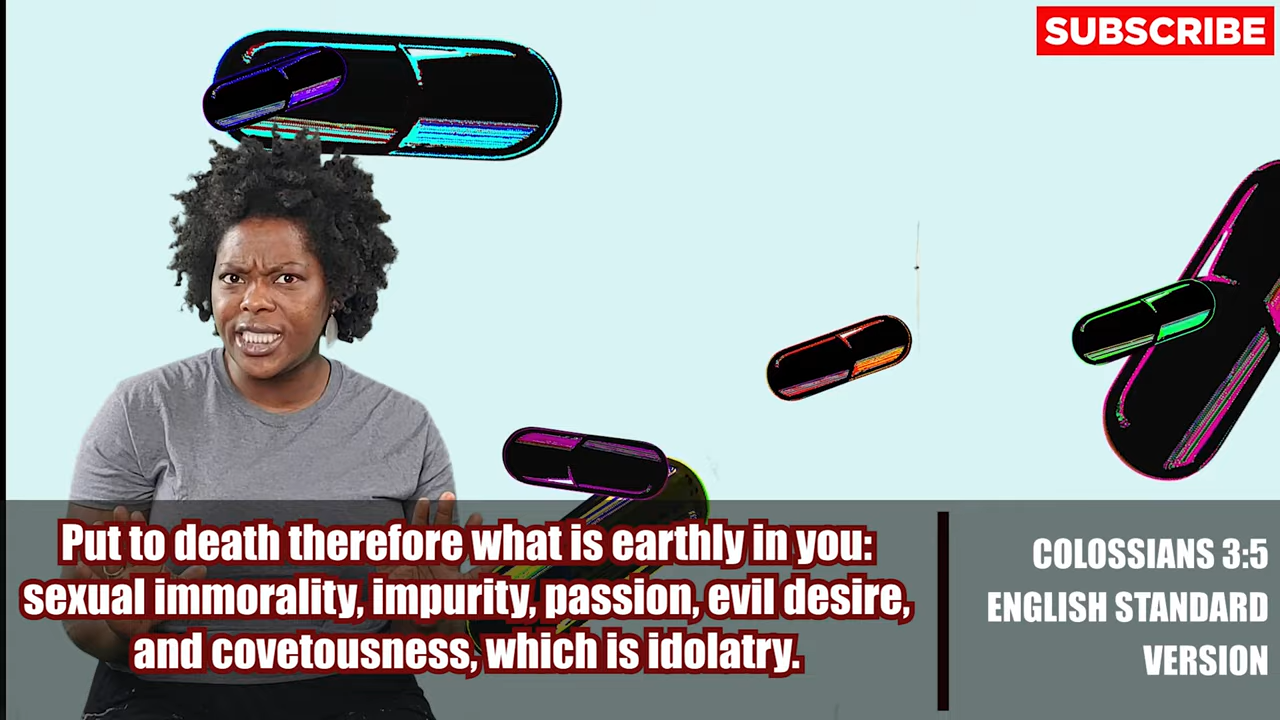 SUBSCRIBE
Put to death therefore what is earthly in you:
sexual immorality, impurity, passion, evil desire,
and covetousness, which is idolatry.
COLOSSIANS 3:5
ENGLISH STANDARD
VERSION